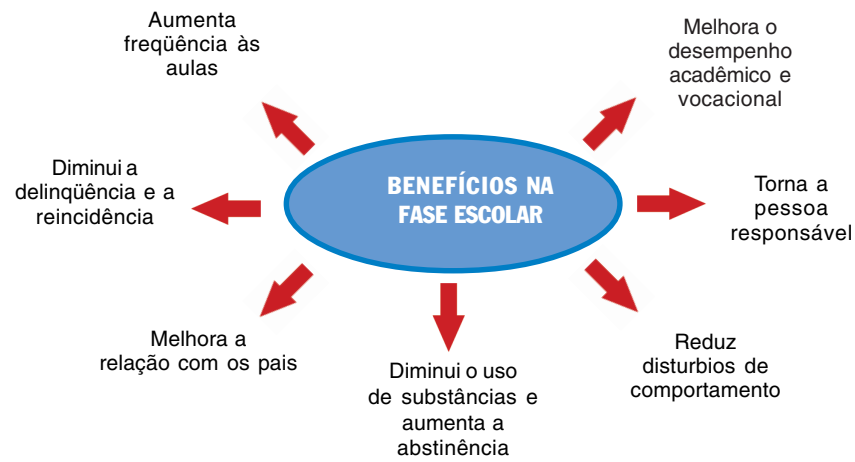 Aumenta
freqüência às
aulas
Melhora o
desempenho
acadêmico e
vocacional
Diminui a
delinqüência e a
reincidência
BENEFÍCIOS NA
FASE ESCOLAR
Torna a
pessoa
responsável
Melhora a
relação com os pais
Diminui o uso
de substâncias e
aumenta a
abstinência
Reduz
disturbios de
comportamento